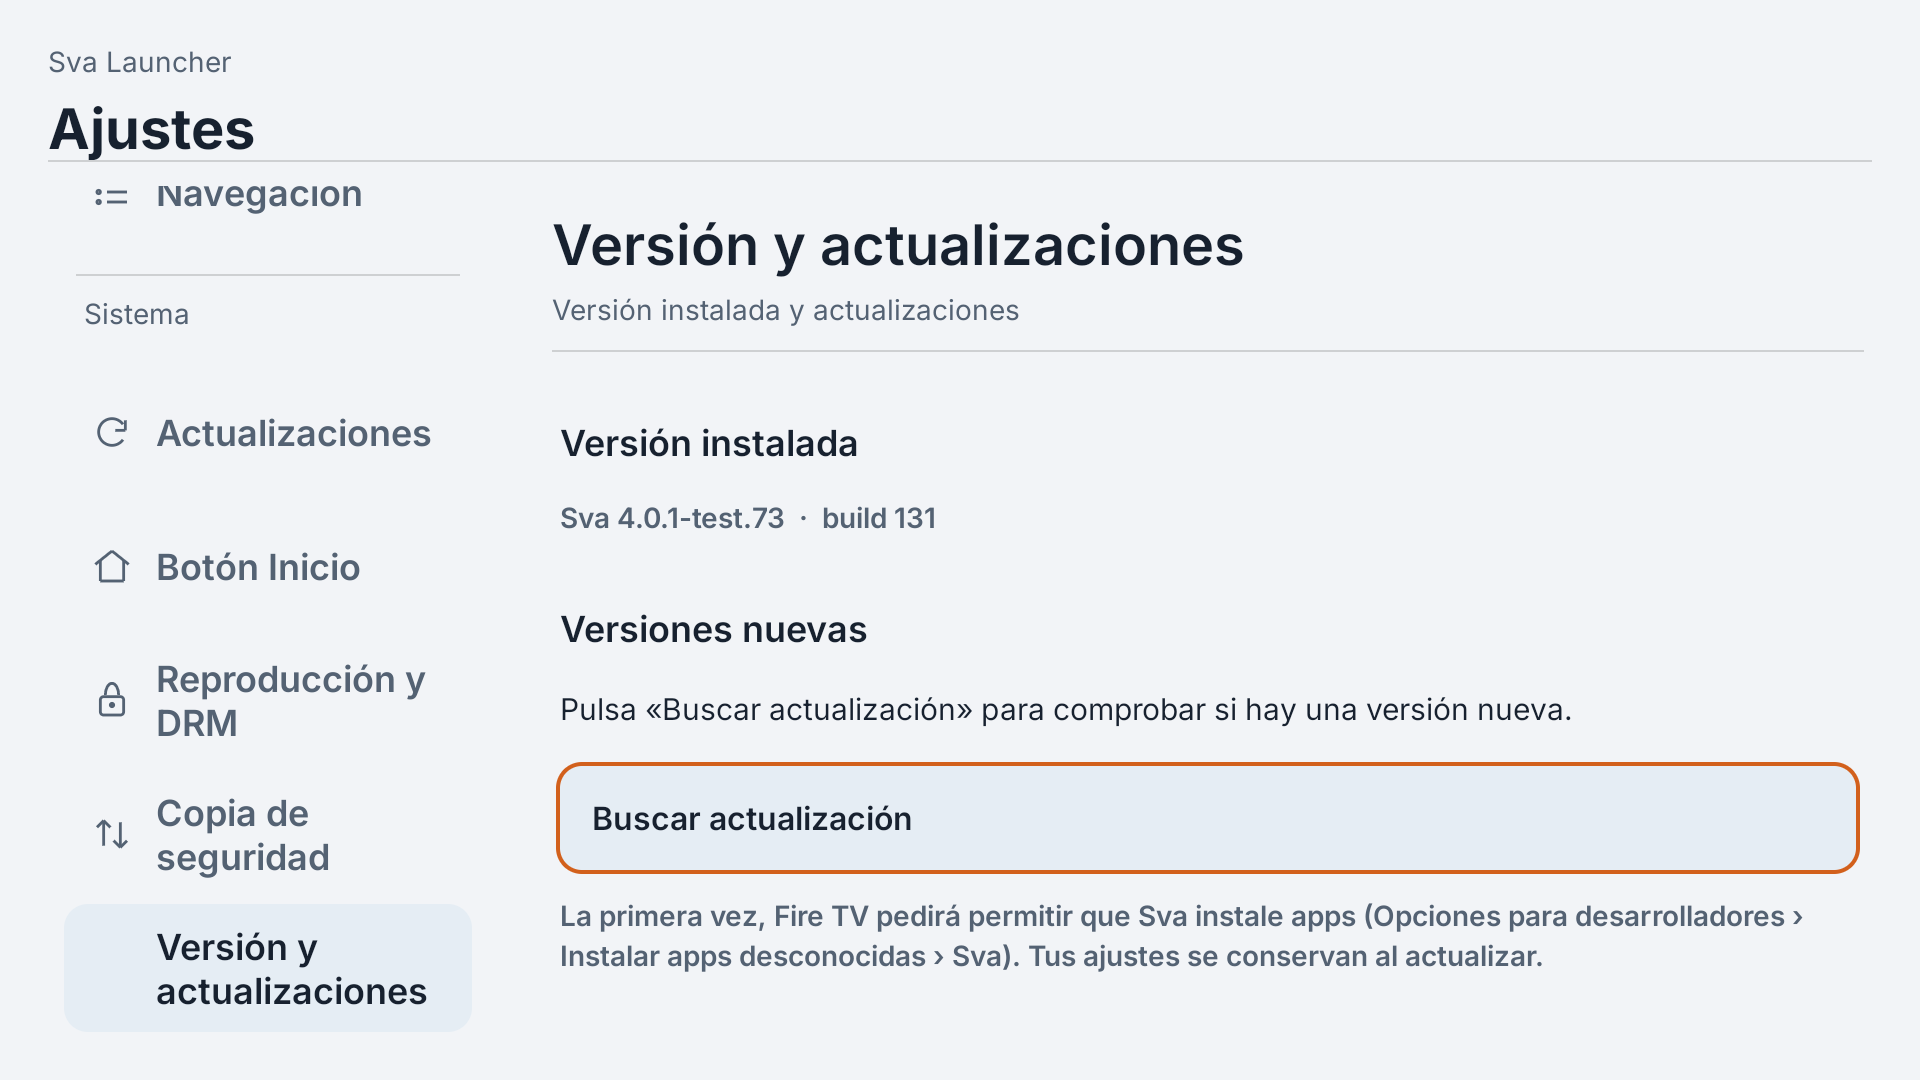 Sva Launcher
Ajustes
Navegación
Sistema
Actualizaciones
Botón Inicio
Reproducción y
DRM
Copia de
seguridad
Versión y
actualizaciones
Versión y actualizaciones
Versión instalada y actualizaciones
Versión instalada
Sva 4.0.1-test.73 · build 131
Versiones nuevas
Pulsa «Buscar actualización» para comprobar si hay una versión nueva.
Buscar actualización
La primera vez, Fire TV pedirá permitir que Sva instale apps (Opciones para desarrolladores ›
Instalar apps desconocidas › Sva). Tus ajustes se conservan al actualizar.